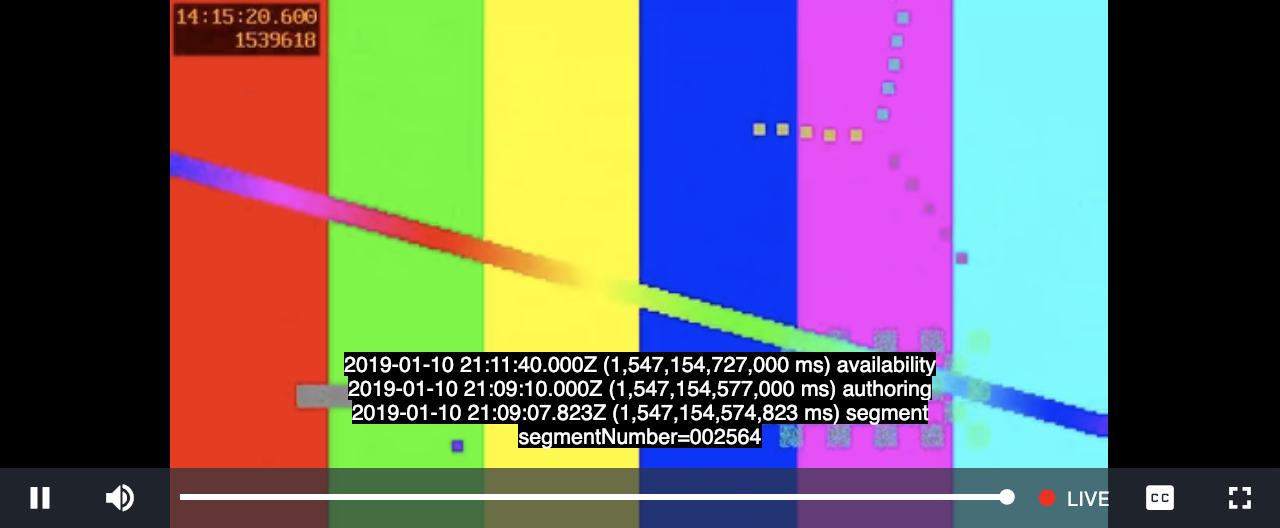 14:15:20.600
1539618
2019-01-10 21:11:40.000Z (1,547,154,727,000 ms) availability
2019-01-10 21:09:10.000Z (1,547,154,577,000 ms) authoring
2019-01-10 21:09:07.823Z (1,547,154,574,823 ms) segment
segmentNumber=002564
LIVE
CC